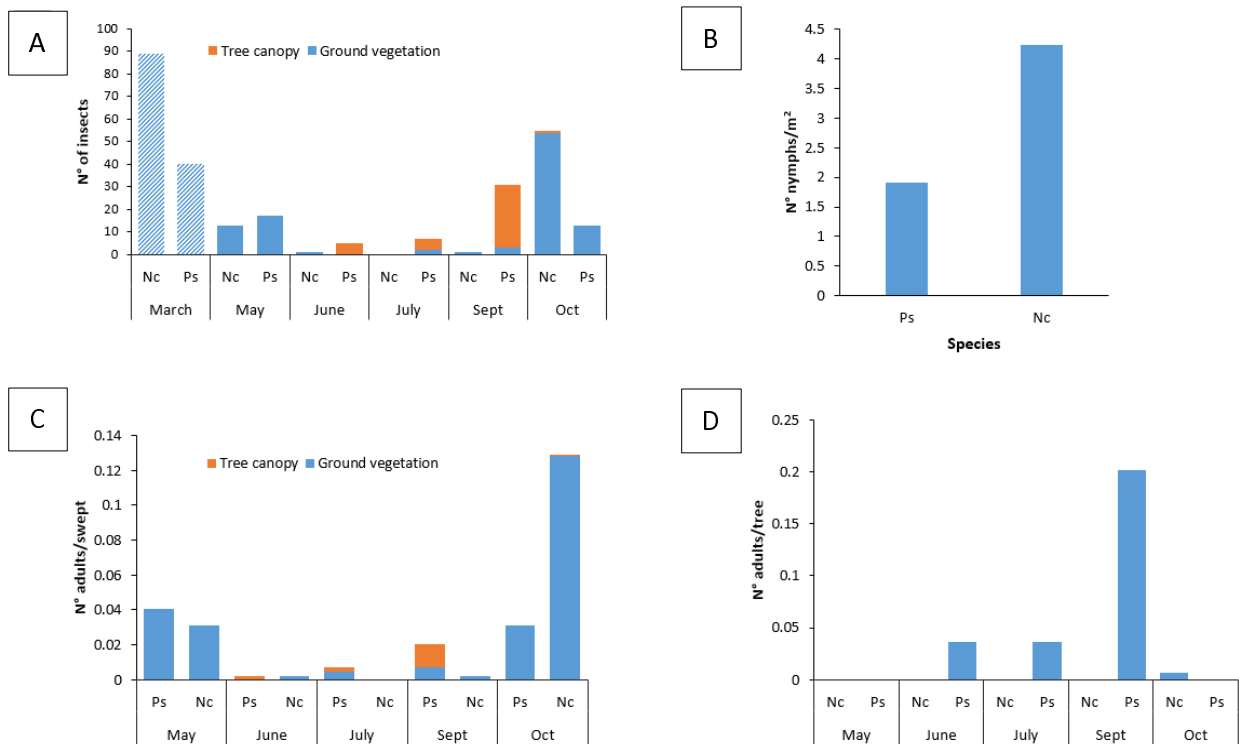 A
100
90
80
70
60
50
40
30
20
10
0
N° of insects
Tree canopy Ground vegetation
Nc Ps Nc Ps Nc Ps Nc Ps Nc Ps Nc Ps
March May June July Sept Oct
B
4.5
4
3.5
3
2.5
2
1.5
1
0.5
0
N° nymphs/m²
Ps Nc
Species
C
0.14
0.12
0.1
0.08
0.06
0.04
0.02
0
N° adults/swept
Tree canopy Ground vegetation
Ps Nc Ps Nc Ps Nc Ps Nc Ps Nc
May June July Sept Oct
D
0.25
0.2
0.15
0.1
0.05
0
N° adults/tree
Nc Ps Nc Ps Nc Ps Nc Ps Nc Ps
May June July Sept Oct